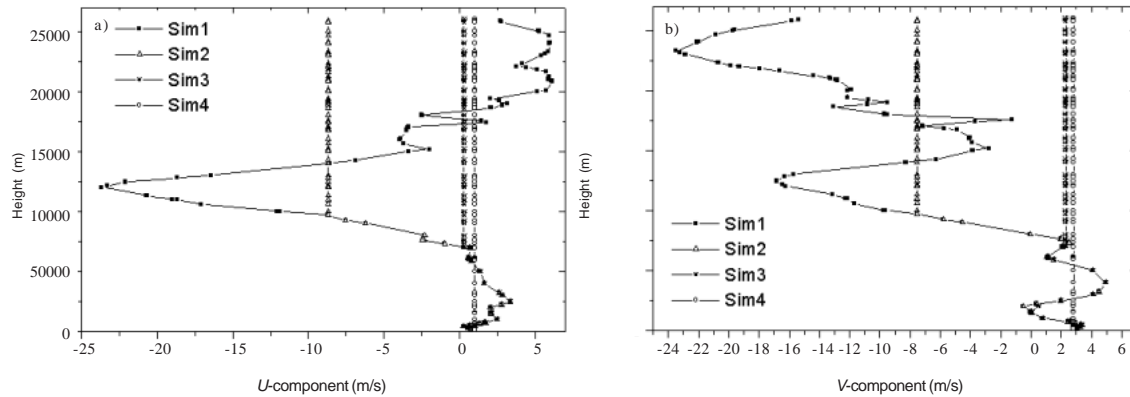 a)
Sim1
Sim2
Sim3
Sim4
25000
20000
15000
10000
50000
0
Height (m)
-25 -20 -15 -10 -5 0 5
U-component (m/s)
b)
Sim1
Sim2
Sim3
Sim4
Height (m)
-24 -22 -20 -18 -16 -14 -12 -10 -8 -6 -4 -2 0 2 4 6
V-component (m/s)